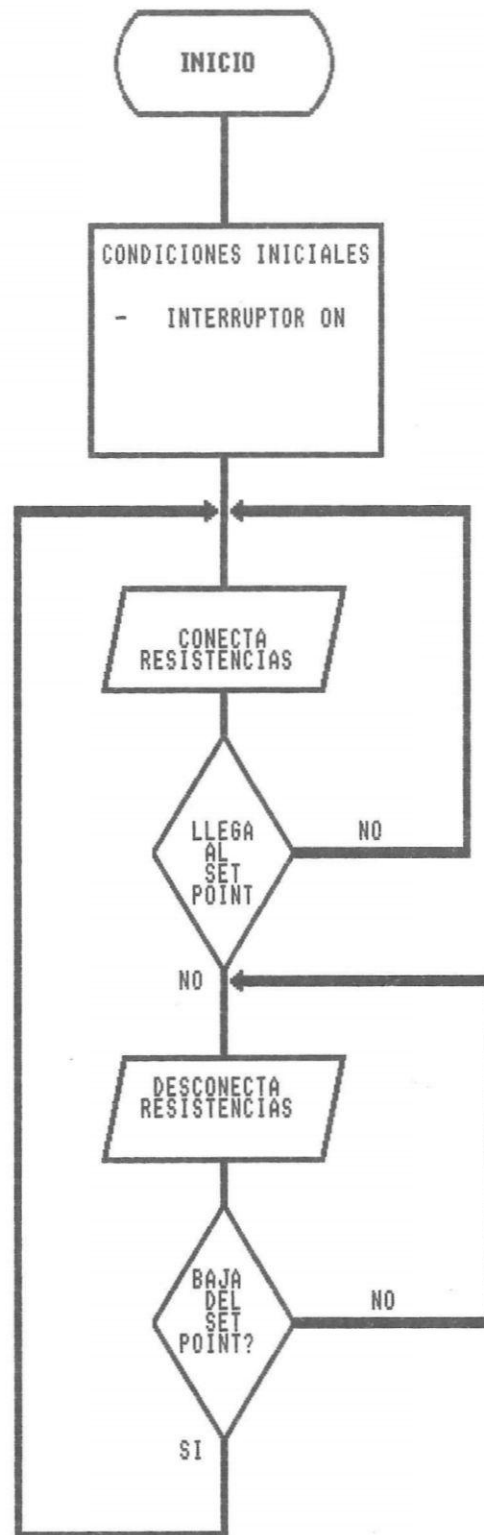 INICIO
CONDICIONES INICIALES
- INTERRUPTOR ON
CONECTA
RESISTENCIAS
LLEGA
AL
SET
POINT
NO
NO
DESCONECTA
RESISTENCIAS
BAJA
DEL
SET
POINT?
NO
SI